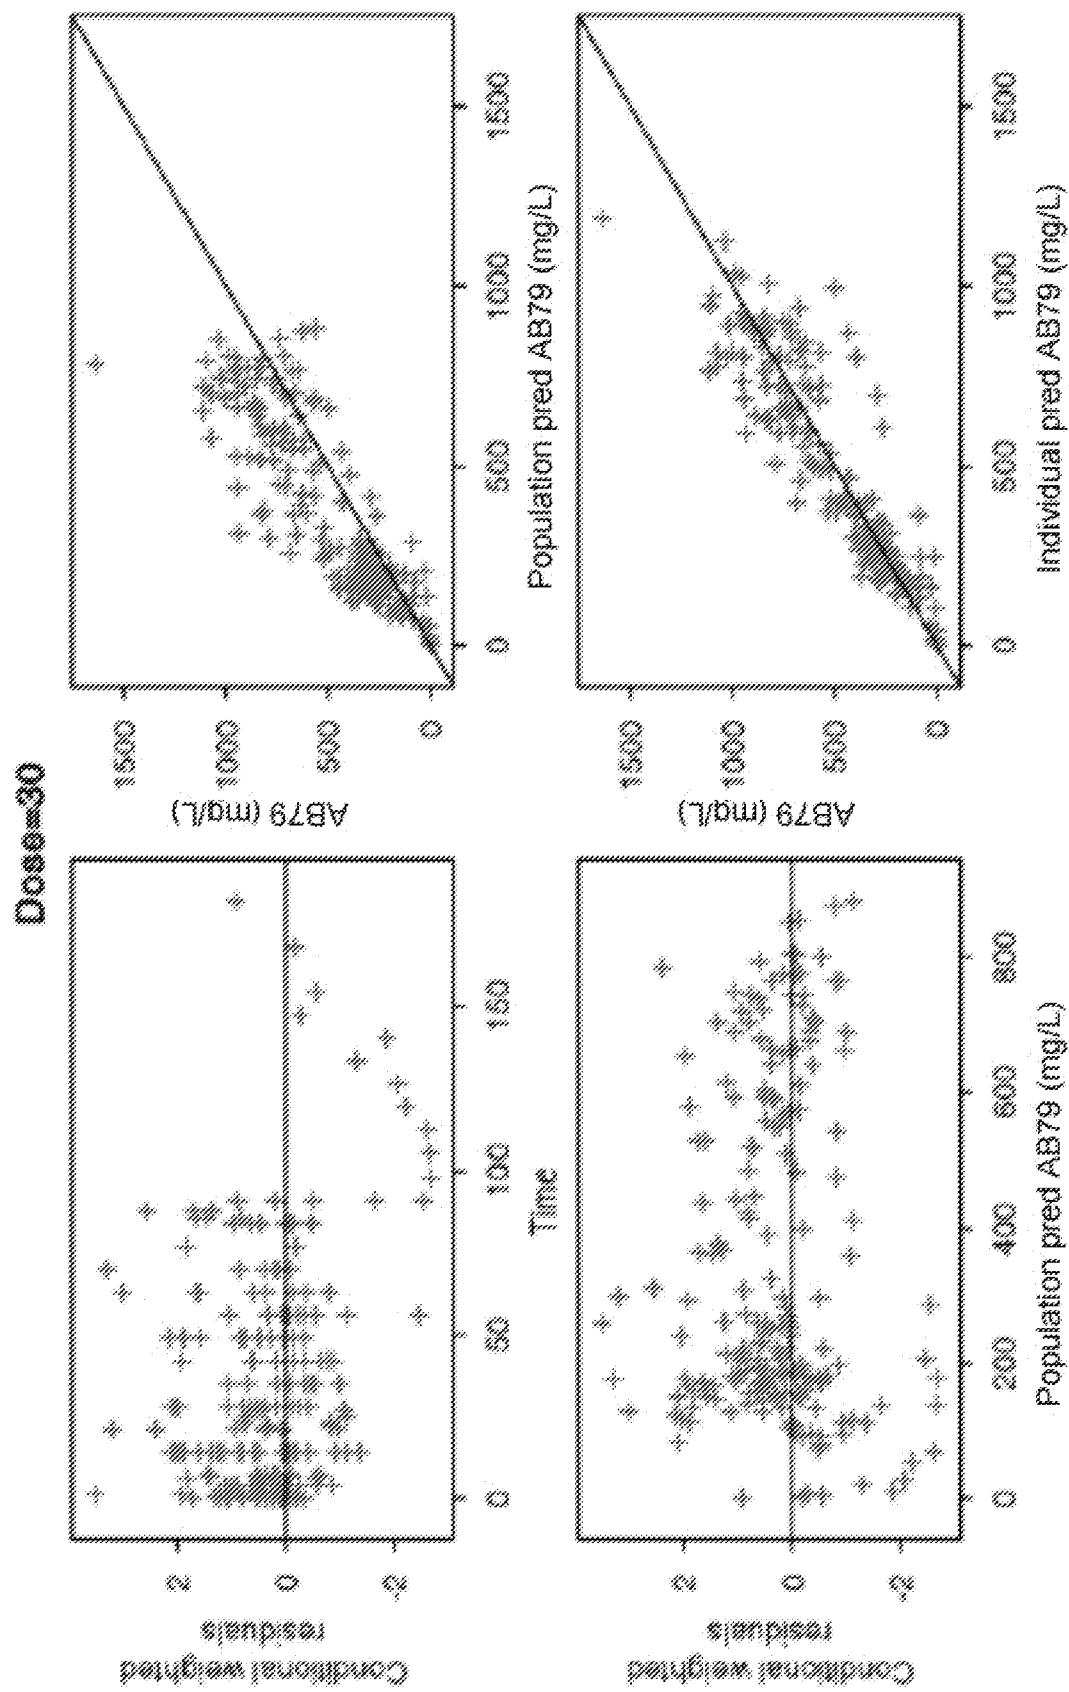 Dose=30
Conditional weighted
residuals
2
0
-2
0
50
100
150
Time
AB79 (mg/L)
1500
1000
500
0
0
500
1000
1500
Population pred AB79 (mg/L)
Conditional weighted
residuals
2
0
-2
0
200
400
600
800
Population pred AB79 (mg/L)
AB79 (mg/L)
1500
1000
500
0
0
500
1000
1500
Individual pred AB79 (mg/L)